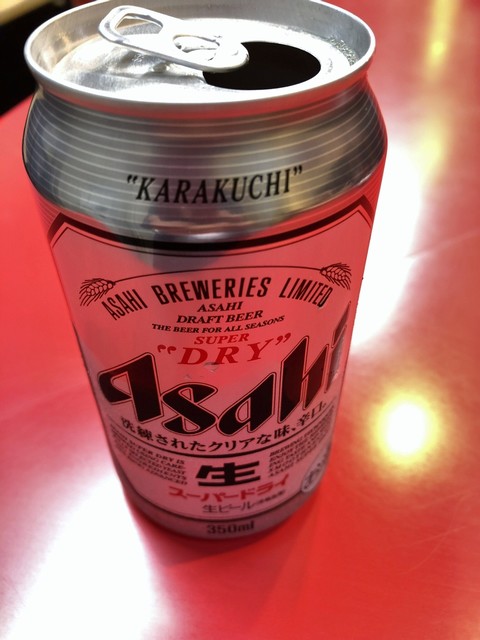 "KARAKUCHI"
ASAHI BREWERIES LIMITED
ASAHI
DRAFT BEER
THE BEER FOR ALL SEASONS
SUPER
"DRY"
Asahi
洗練されたクリアな味、辛口。
生
スーパードライ
生ビール
350ml